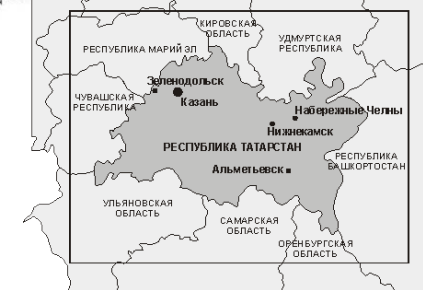 КИРОВСКАЯ
ОБЛАСТЬ
УДМУРТСКАЯ
РЕСПУБЛИКА
РЕСПУБЛИКА МАРИЙ ЭЛ
Зеленодольск
ЧУВАШСКАЯ
РЕСПУБЛИКА
Казань
Набережные Челны
Нижнекамск
РЕСПУБЛИКА ТАТАРСТАН
РЕСПУБЛИКА
БАШКОРТОСТАН
Альметьевск
УЛЬЯНОВСКАЯ
ОБЛАСТЬ
САМАРСКАЯ
ОБЛАСТЬ
ОРЕНБУРГСКАЯ
ОБЛАСТЬ